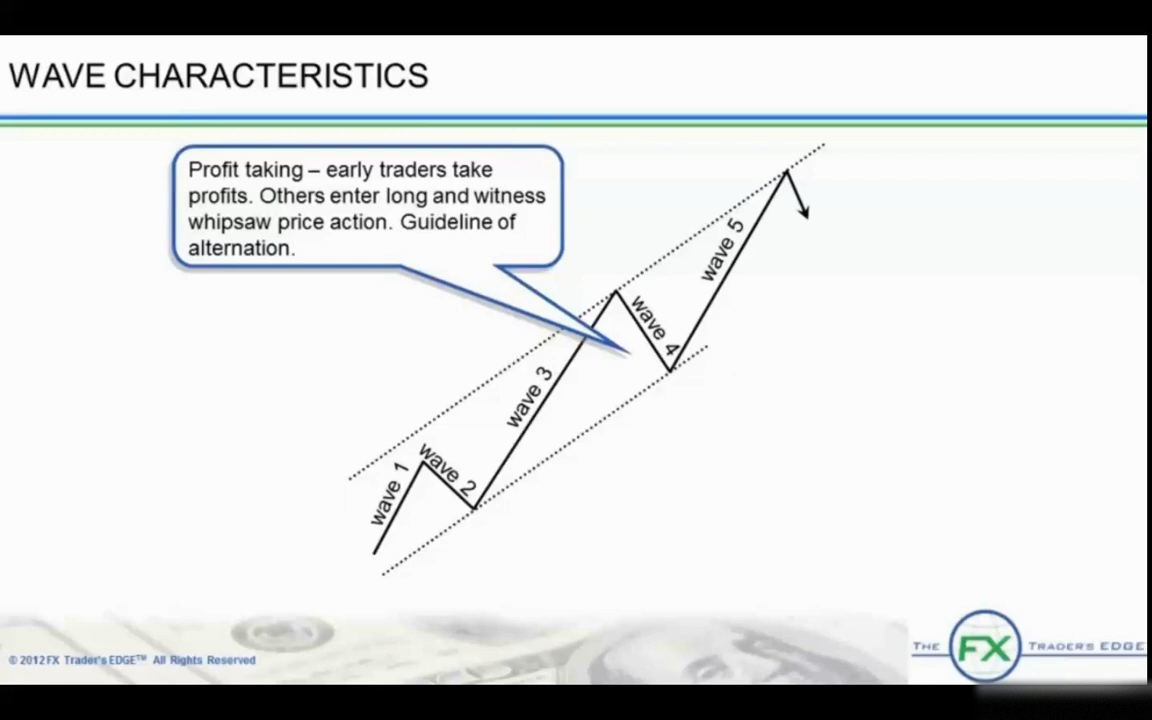 WAVE CHARACTERISTICS
Profit taking – early traders take
profits. Others enter long and witness
whipsaw price action. Guideline of
alternation.
wave 1
wave 2
wave 3
wave 4
wave 5
© 2012 FX Trader's EDGE™ All Rights Reserved
THE FX TRADER'S EDGE